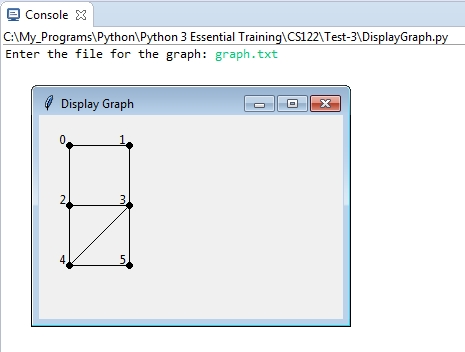 Console
C:\My_Programs\Python\Python 3 Essential Training\CS122\Test-3\DisplayGraph.py
Enter the file for the graph: graph.txt
Display Graph
0 1
2 3
4 5